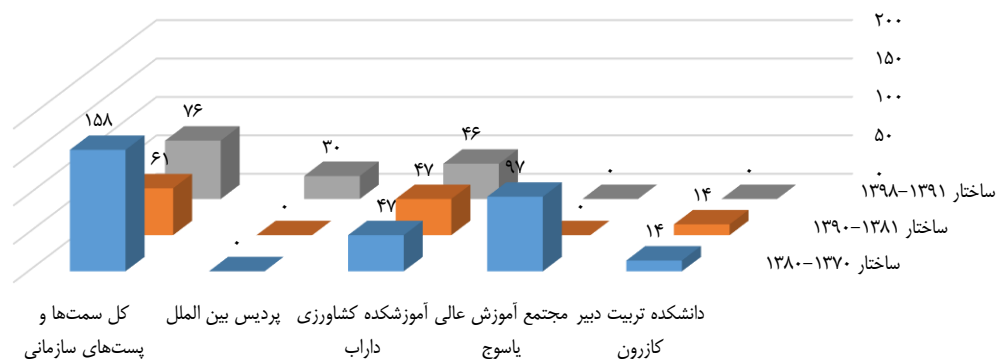 ۲۰۰
۱۵۰
۱۰۰
۵۰
۰
۷۶
۳۰
۴۶
۰
۰
۶۱
۰
۴۷
۰
۱۴
۱۵۸
۰
۴۷
۹۷
۱۴
ساختار ۱۳۹۱-۱۳۹۸
ساختار ۱۳۸۱-۱۳۹۰
ساختار ۱۳۷۰-۱۳۸۰
دانشکده تربیت دبیر
کازرون
مجتمع آموزش عالی
یاسوج
آموزشکده کشاورزی
داراب
پردیس بین الملل
کل سمت‌ها و
پست‌های سازمانی